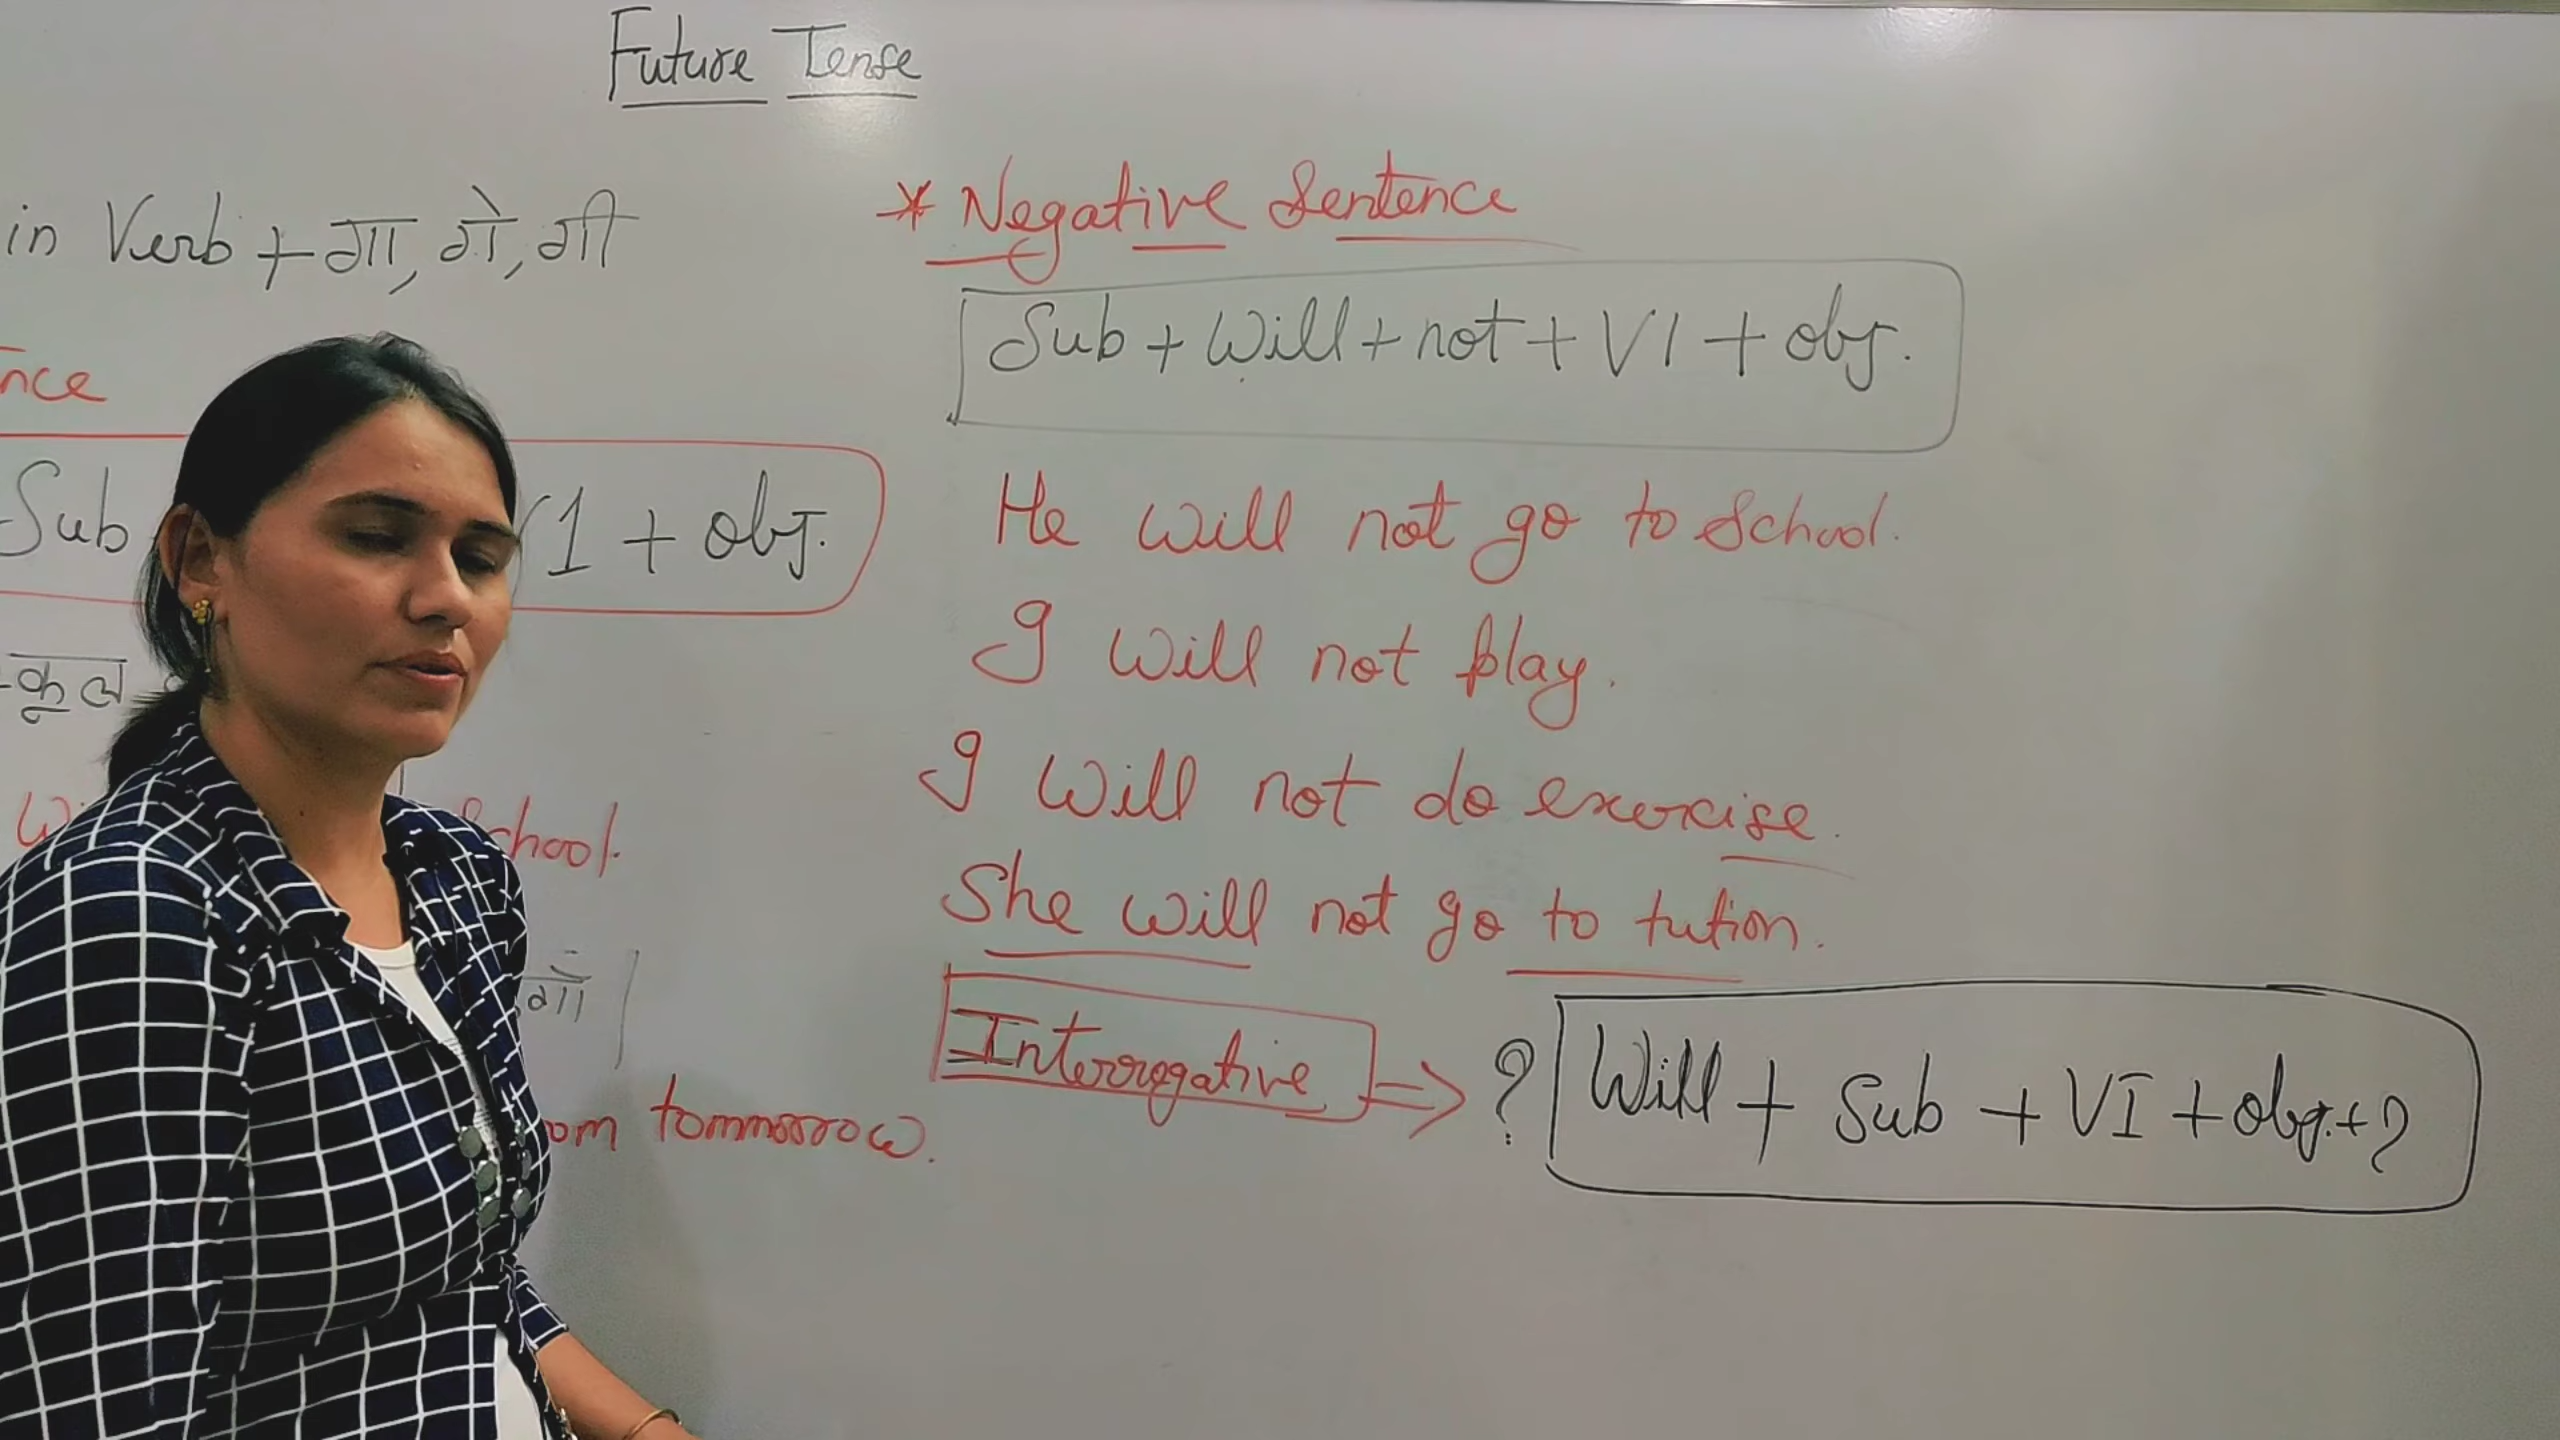 Future Tense
in Verb + गा, गे, गी
nce
Sub 1 + obj.
कूल
School.
om tommorrow.
* Negative Sentence
Sub + Will + not + V1 + obj.
He will not go to School.
I will not play.
I will not do exercise.
She will not go to tution.
Interrogative => ? Will + Sub + VI + obj. + ?